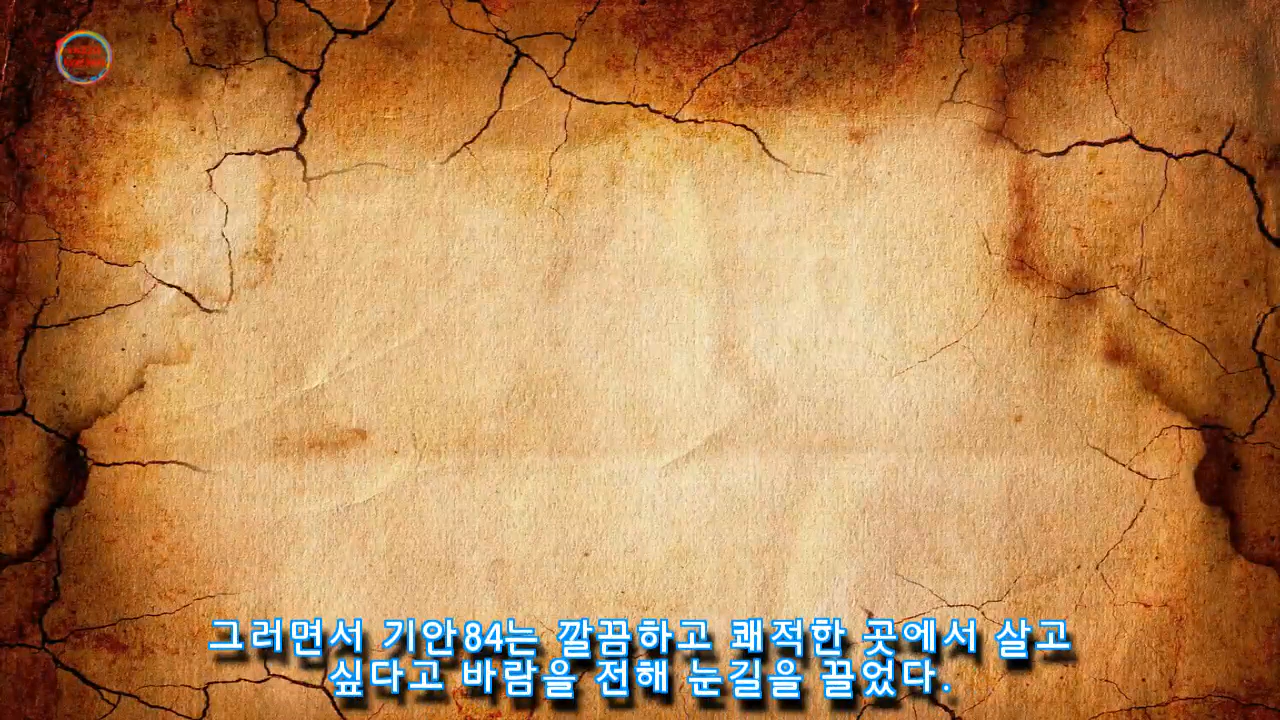 그러면서 기안84는 깔끔하고 쾌적한 곳에서 살고
싶다고 바람을 전해 눈길을 끌었다.